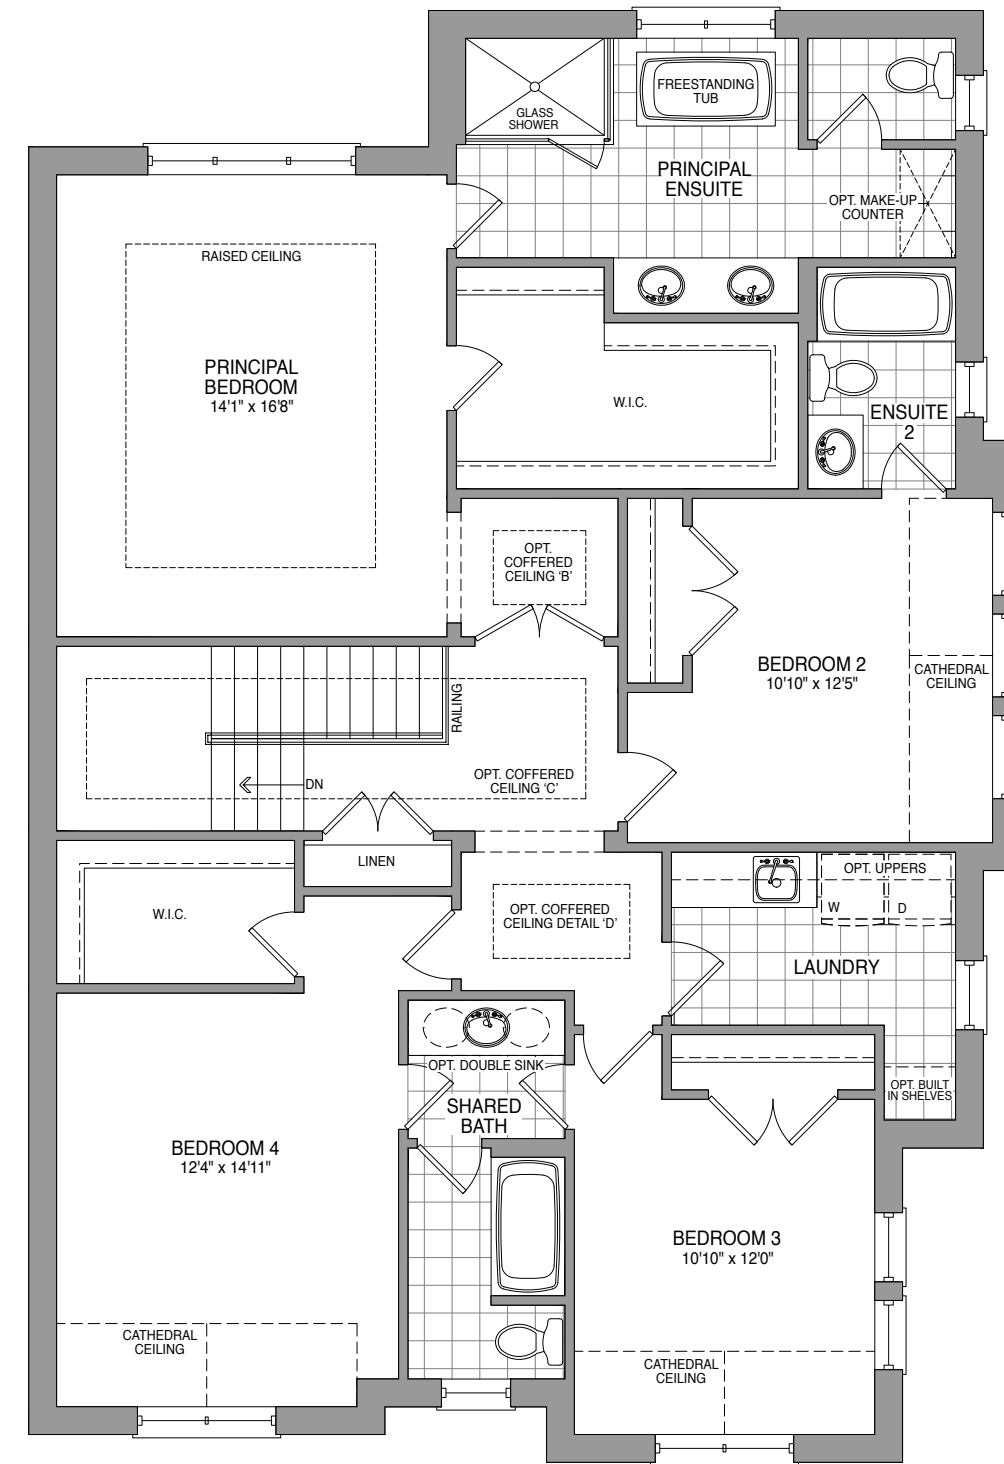 FREESTANDING
TUB
GLASS
SHOWER
PRINCIPAL
ENSUITE
OPT. MAKE-UP
COUNTER
RAISED CEILING
PRINCIPAL
BEDROOM
14'1" x 16'8"
W.I.C.
ENSUITE
2
OPT.
COFFERED
CEILING ‘B’
BEDROOM 2
10'10" x 12'5"
CATHEDRAL
CEILING
RAILING
DN
OPT. COFFERED
CEILING ‘C’
LINEN
W.I.C.
OPT. COFFERED
CEILING DETAIL ‘D’
OPT. UPPERS
W
D
LAUNDRY
OPT. DOUBLE SINK
SHARED
BATH
OPT. BUILT
IN SHELVES
BEDROOM 4
12'4" x 14'11"
BEDROOM 3
10'10" x 12'0"
CATHEDRAL
CEILING
CATHEDRAL
CEILING